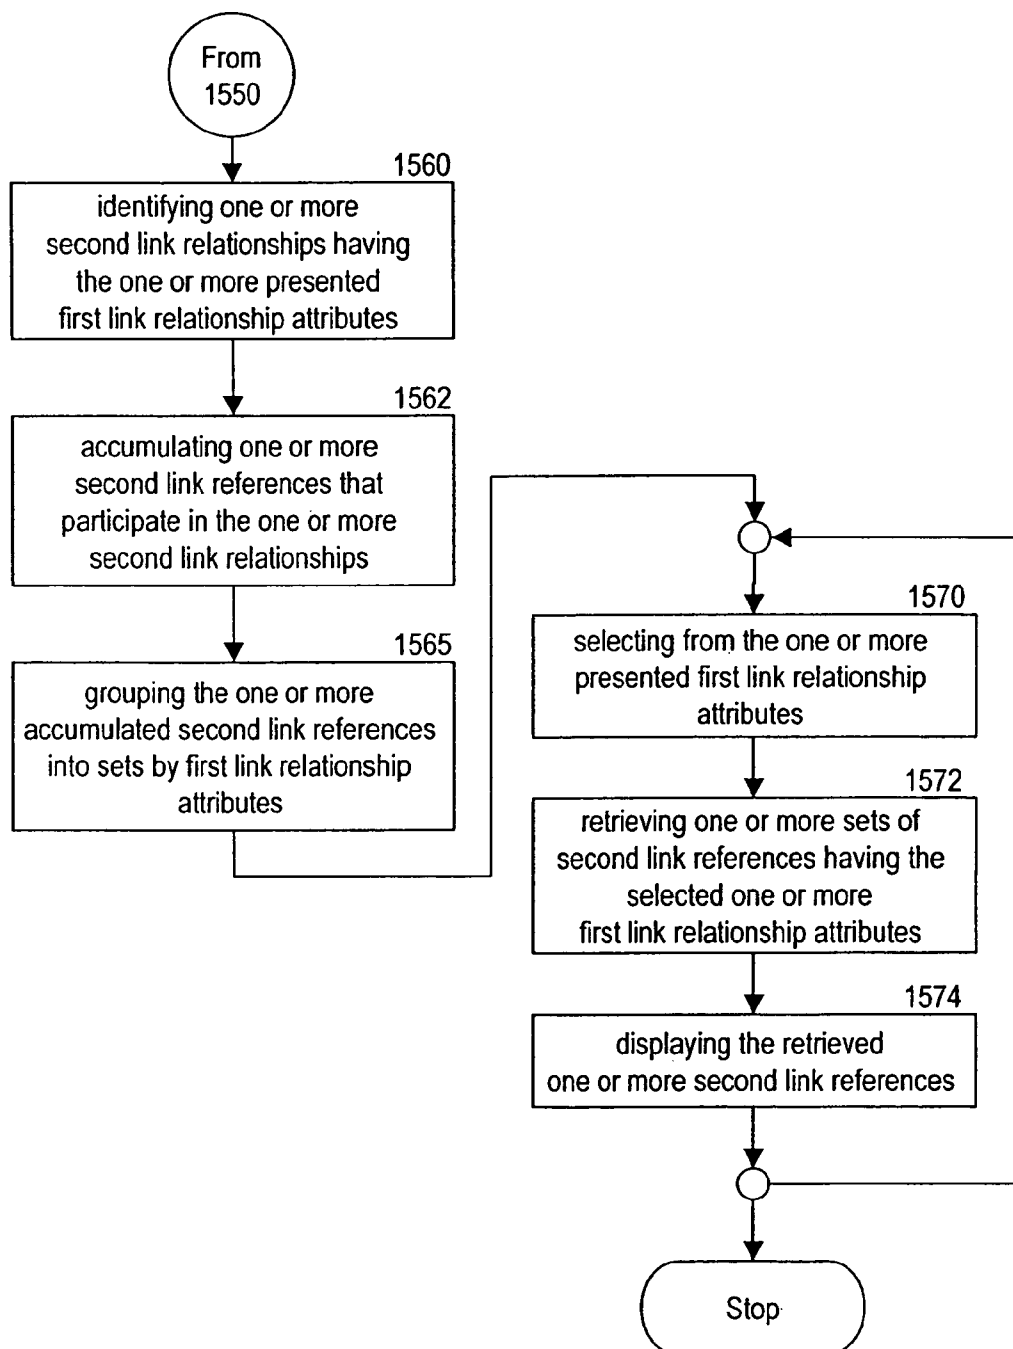 From
1550
1560
identifying one or more
second link relationships having
the one or more presented
first link relationship attributes
1562
accumulating one or more
second link references that
participate in the one or more
second link relationships
1565
grouping the one or more
accumulated second link references
into sets by first link relationship
attributes
1570
selecting from the one or more
presented first link relationship
attributes
1572
retrieving one or more sets of
second link references having the
selected one or more
first link relationship attributes
1574
displaying the retrieved
one or more second link references
Stop